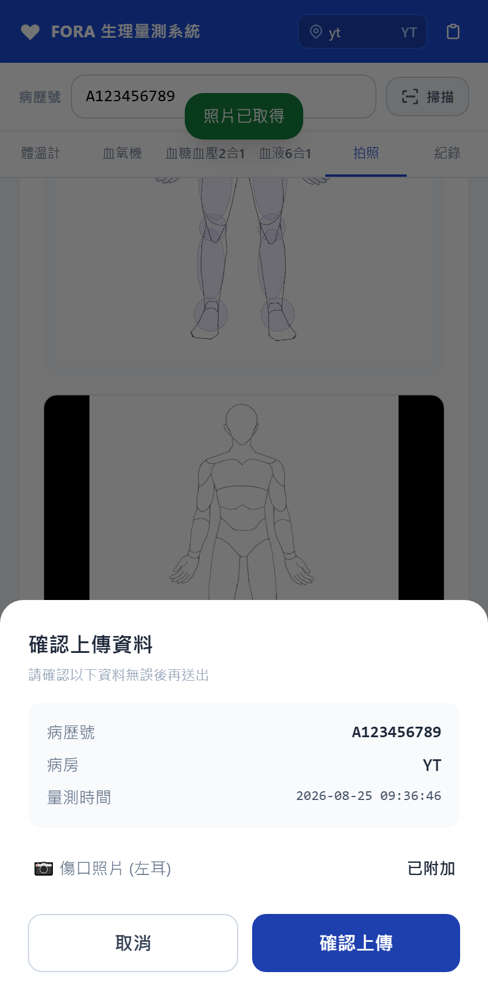 FORA 生理量測系統
yt YT
病歷號 A123456789 掃描
照片已取得
體溫計 血氧機 血糖血壓2合1 血液6合1 拍照 紀錄
確認上傳資料
請確認以下資料無誤後再送出
病歷號 A123456789
病房 YT
量測時間 2026-08-25 09:36:46
傷口照片 (左耳) 已附加
取消 確認上傳